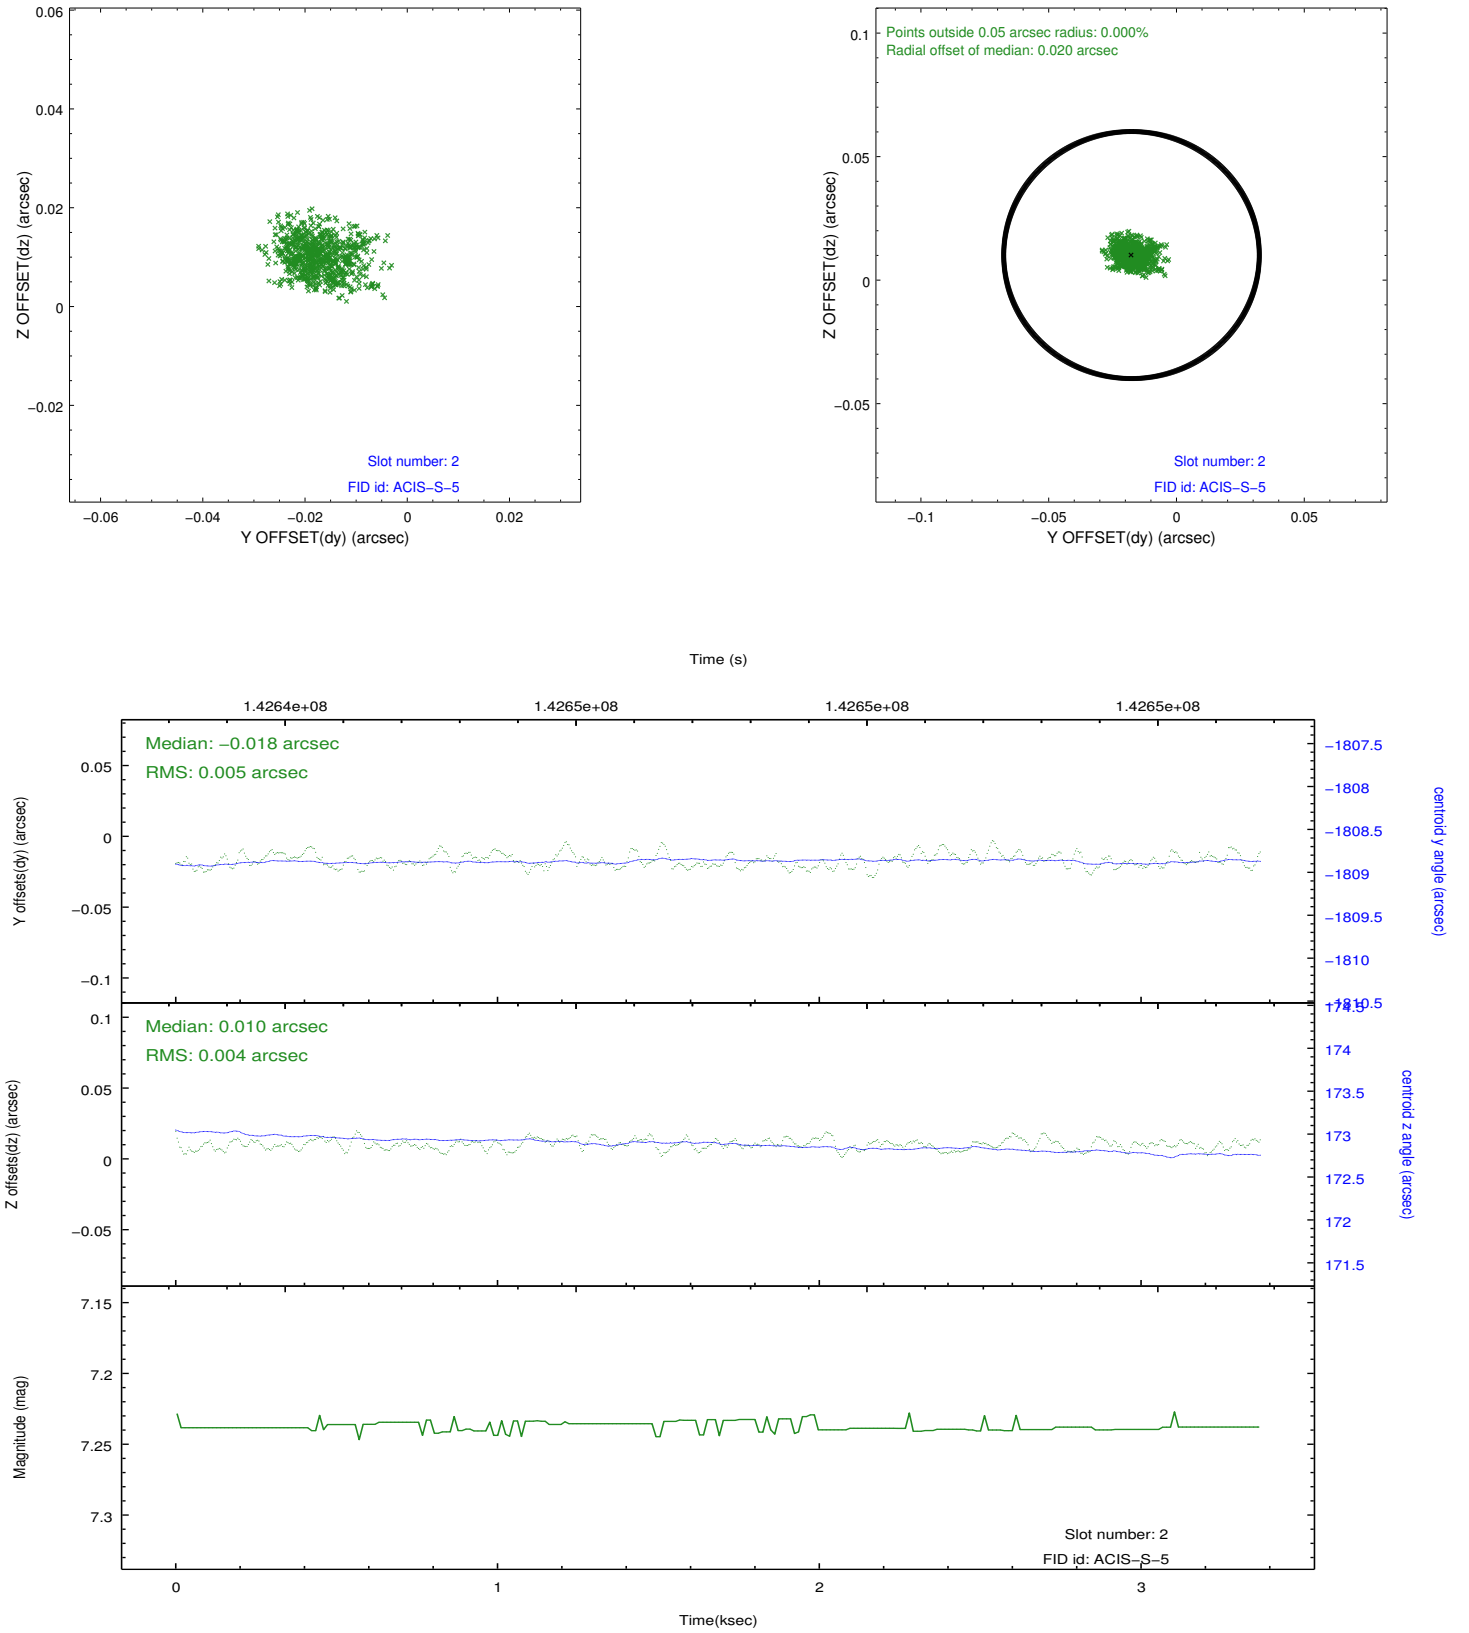 0.06
0.04
0.02
0
−0.02
Z OFFSET(dz) (arcsec)
Slot number: 2
FID id: ACIS−S−5
−0.06
−0.04
−0.02
0
0.02
Y OFFSET(dy) (arcsec)
Points outside 0.05 arcsec radius: 0.000%
Radial offset of median: 0.020 arcsec
0.1
0.05
0
−0.05
Z OFFSET(dz) (arcsec)
Slot number: 2
FID id: ACIS−S−5
−0.1
−0.05
0
0.05
Y OFFSET(dy) (arcsec)
Time (s)
1.4264e+08
1.4265e+08
1.4265e+08
1.4265e+08
Median: −0.018 arcsec
RMS: 0.005 arcsec
0.05
0
−0.05
−0.1
Y offsets(dy) (arcsec)
−1807.5
−1808
−1808.5
−1809
−1809.5
−1810
−1810.5
centroid y angle (arcsec)
Median: 0.010 arcsec
RMS: 0.004 arcsec
0.1
0.05
0
−0.05
Z offsets(dz) (arcsec)
174.5
174
173.5
173
172.5
172
171.5
centroid z angle (arcsec)
7.15
7.2
7.25
7.3
Magnitude (mag)
Slot number: 2
FID id: ACIS−S−5
0
1
2
3
Time(ksec)